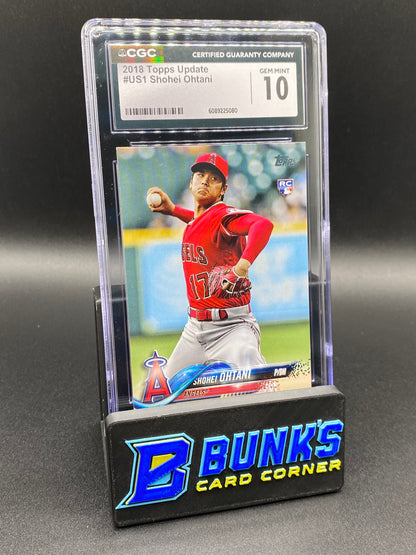 CGC CERTIFIED GUARANTY COMPANY
2018 Topps Update
#US1 Shohei Ohtani
GEM MINT
10
6089225080
Topps
RC
ANGELS
17
SHOHEI OHTANI P/DH
A
ANGELS
B BUNK'S
CARD CORNER